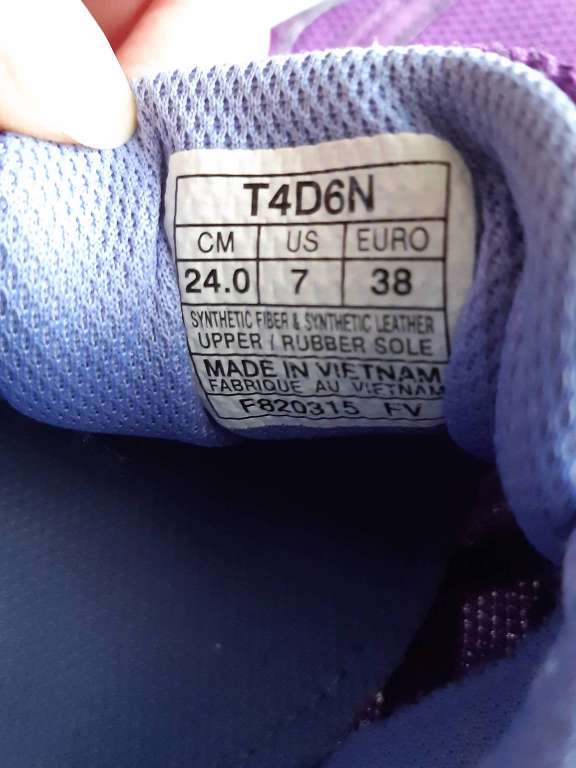 T4D6N
CM US EURO
24.0 7 38
SYNTHETIC FIBER & SYNTHETIC LEATHER
UPPER / RUBBER SOLE
MADE IN VIETNAM
FABRIQUE AU VIETNAM
F820315 FV